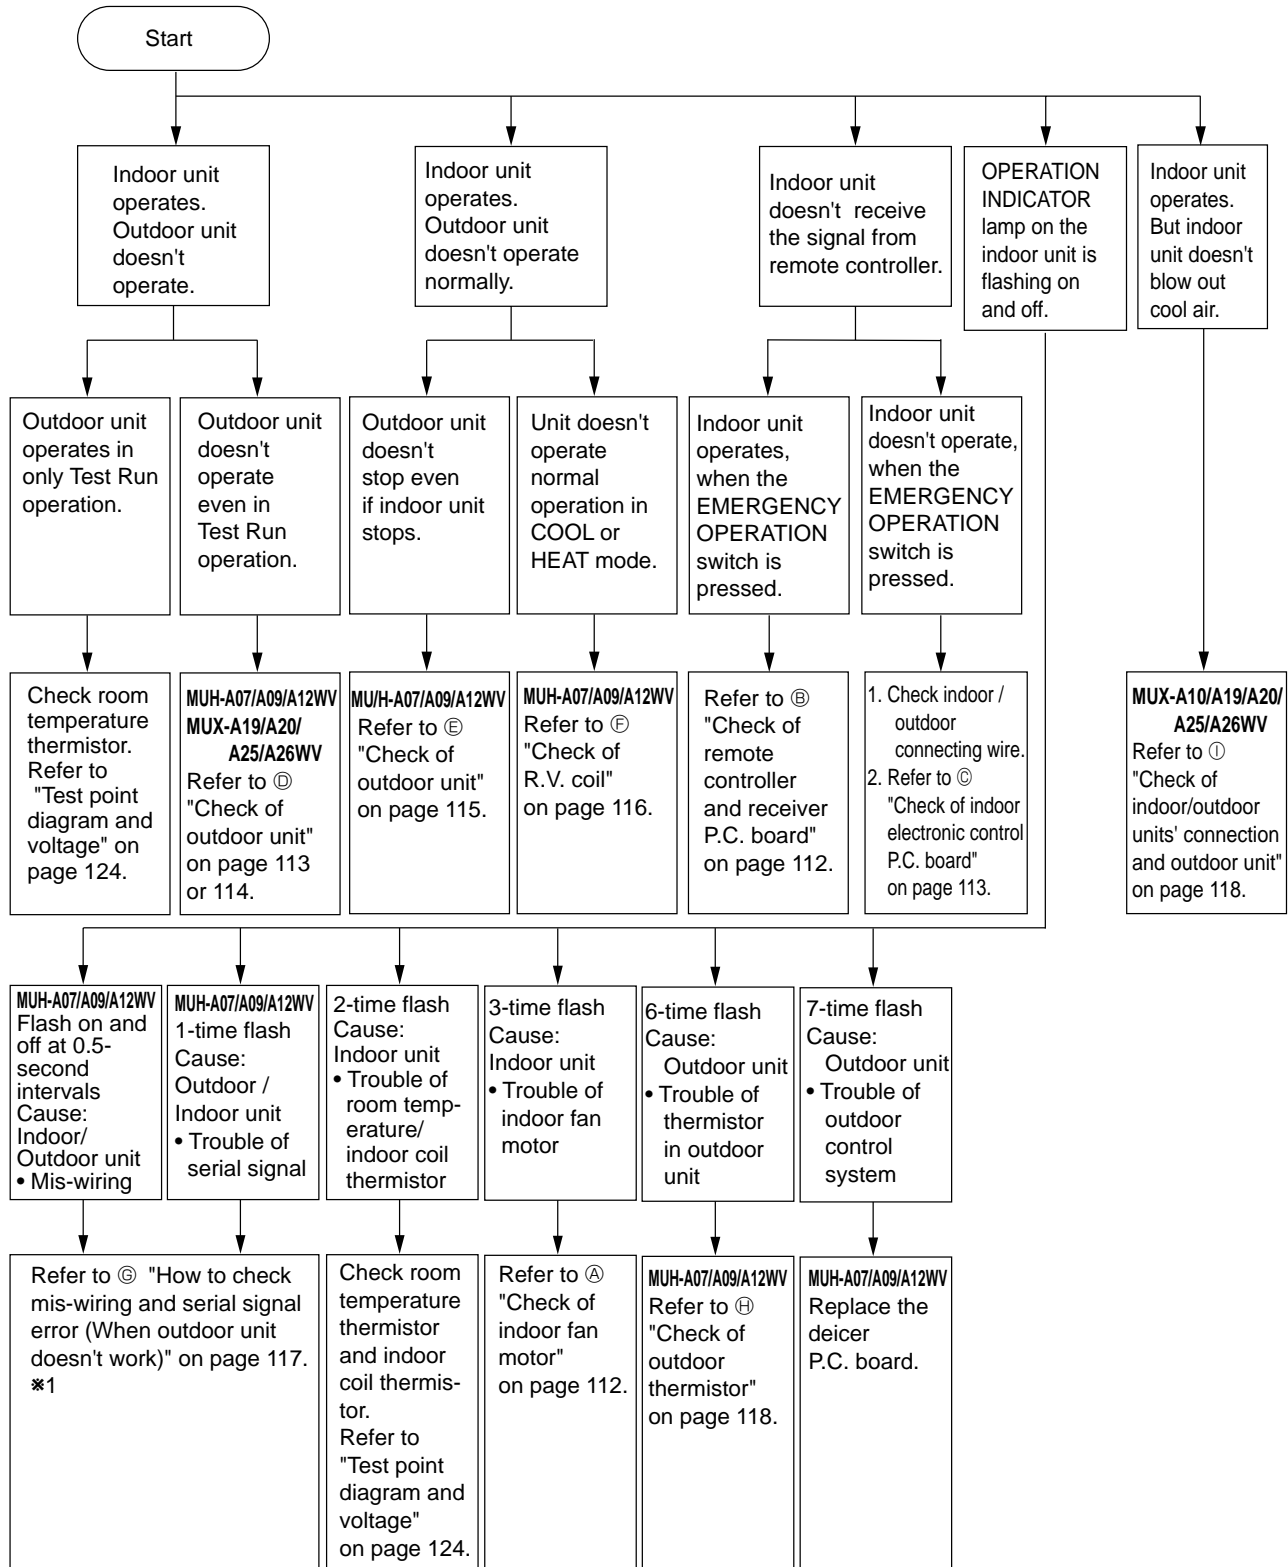 Start
Indoor unit
operates.
Outdoor unit
doesn't
operate.
Indoor unit
operates.
Outdoor unit
doesn't operate
normally.
Indoor unit
doesn't receive
the signal from
remote controller.
OPERATION
INDICATOR
lamp on the
indoor unit is
flashing on
and off.
Indoor unit
operates.
But indoor
unit doesn't
blow out
cool air.
Outdoor unit
operates in
only Test Run
operation.
Outdoor unit
doesn't
operate
even in
Test Run
operation.
Outdoor unit
doesn't
stop even
if indoor unit
stops.
Unit doesn't
operate
normal
operation in
COOL or
HEAT mode.
Indoor unit
operates,
when the
EMERGENCY
OPERATION
switch is
pressed.
Indoor unit
doesn't operate,
when the
EMERGENCY
OPERATION
switch is
pressed.
Check room
temperature
thermistor.
Refer to
"Test point
diagram and
voltage" on
page 124.
MUH-A07/A09/A12WV
MUX-A19/A20/
A25/A26WV
Refer to Ⓓ
"Check of
outdoor unit"
on page 113
or 114.
MU/H-A07/A09/A12WV
Refer to Ⓔ
"Check of
outdoor unit"
on page 115.
MUH-A07/A09/A12WV
Refer to Ⓕ
"Check of
R.V. coil"
on page 116.
Refer to Ⓑ
"Check of
remote
controller
and receiver
P.C. board"
on page 112.
1. Check indoor /
outdoor
connecting wire.
2. Refer to Ⓒ
"Check of indoor
electronic control
P.C. board"
on page 113.
MUX-A10/A19/A20/
A25/A26WV
Refer to Ⓘ
"Check of
indoor/outdoor
units' connection
and outdoor unit"
on page 118.
MUH-A07/A09/A12WV
Flash on and
off at 0.5-
second
intervals
Cause:
Indoor/
Outdoor unit
• Mis-wiring
MUH-A07/A09/A12WV
1-time flash
Cause:
Outdoor /
Indoor unit
• Trouble of
serial signal
2-time flash
Cause:
Indoor unit
• Trouble of
room temp-
erature/
indoor coil
thermistor
3-time flash
Cause:
Indoor unit
• Trouble of
indoor fan
motor
6-time flash
Cause:
Outdoor unit
• Trouble of
thermistor
in outdoor
unit
7-time flash
Cause:
Outdoor unit
• Trouble of
outdoor
control
system
Refer to Ⓖ "How to check
mis-wiring and serial signal
error (When outdoor unit
doesn't work)" on page 117.
※1
Check room
temperature
thermistor
and indoor
coil thermis-
tor.
Refer to
"Test point
diagram and
voltage"
on page 124.
Refer to Ⓐ
"Check of
indoor fan
motor"
on page 112.
MUH-A07/A09/A12WV
Refer to Ⓗ
"Check of
outdoor
thermistor"
on page 118.
MUH-A07/A09/A12WV
Replace the
deicer
P.C. board.